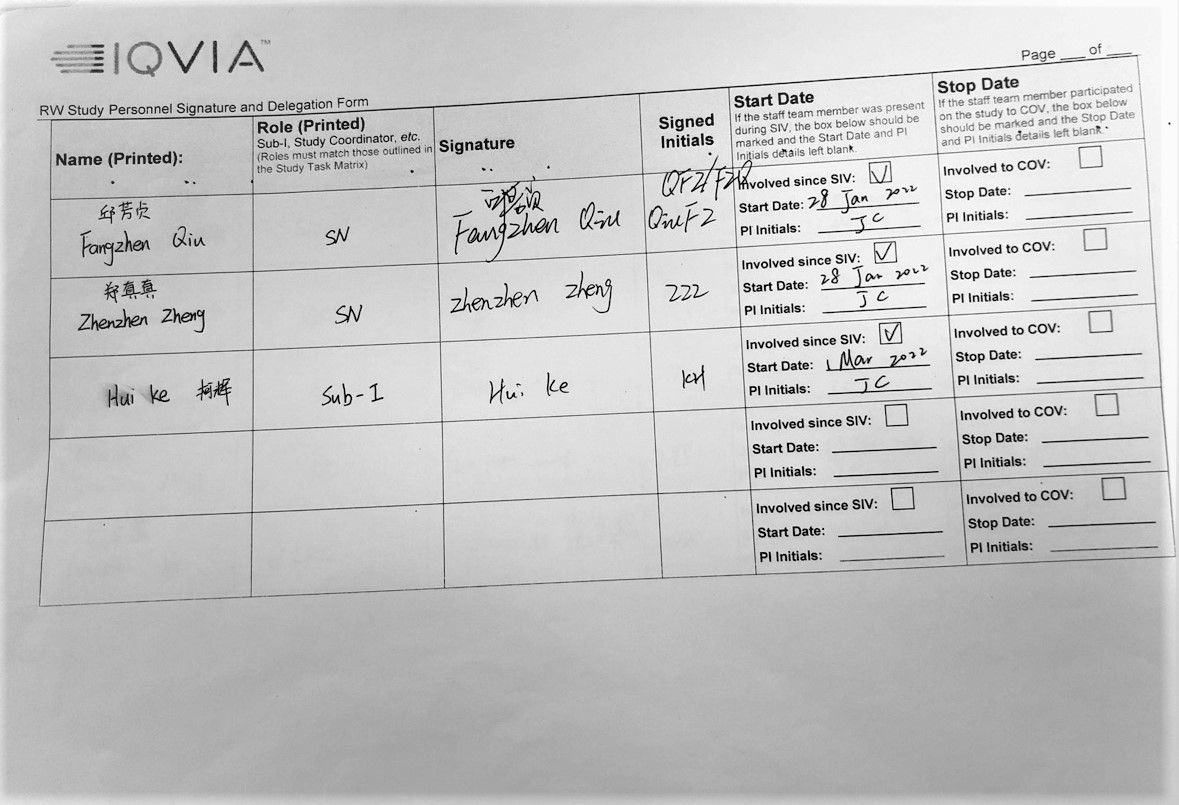 IQVIA™
Page ___ of ___
RW Study Personnel Signature and Delegation Form
Name (Printed):
Role (Printed)
Sub-I, Study Coordinator, etc.
(Roles must match those outlined in
the Study Task Matrix)
Signature
Signed
Initials
Start Date
If the staff team member was present
during SIV, the box below should be
marked and the Start Date and PI
Initials details left blank.
Stop Date
If the staff team member participated
on the study to COV, the box below
should be marked and the Stop Date
and PI Initials details left blank.
邱芳贞
Fangzhen Qiu
SN
Fangzhen Qiu
QFZ/FZQ
QiuFZ
Involved since SIV: ☑
Start Date: 28 Jan 2022
PI Initials: JC
Involved to COV: ☐
Stop Date: ___
PI Initials: ___
郑真真
Zhenzhen Zheng
SN
Zhenzhen Zheng
ZZZ
Involved since SIV: ☑
Start Date: 28 Jan 2022
PI Initials: JC
Involved to COV: ☐
Stop Date: ___
PI Initials: ___
Hui Ke 柯辉
Sub-I
Hui Ke
KH
Involved since SIV: ☑
Start Date: 1 Mar 2022
PI Initials: JC
Involved to COV: ☐
Stop Date: ___
PI Initials: ___
Involved since SIV: ☐
Start Date: ___
PI Initials: ___
Involved to COV: ☐
Stop Date: ___
PI Initials: ___
Involved since SIV: ☐
Start Date: ___
PI Initials: ___
Involved to COV: ☐
Stop Date: ___
PI Initials: ___